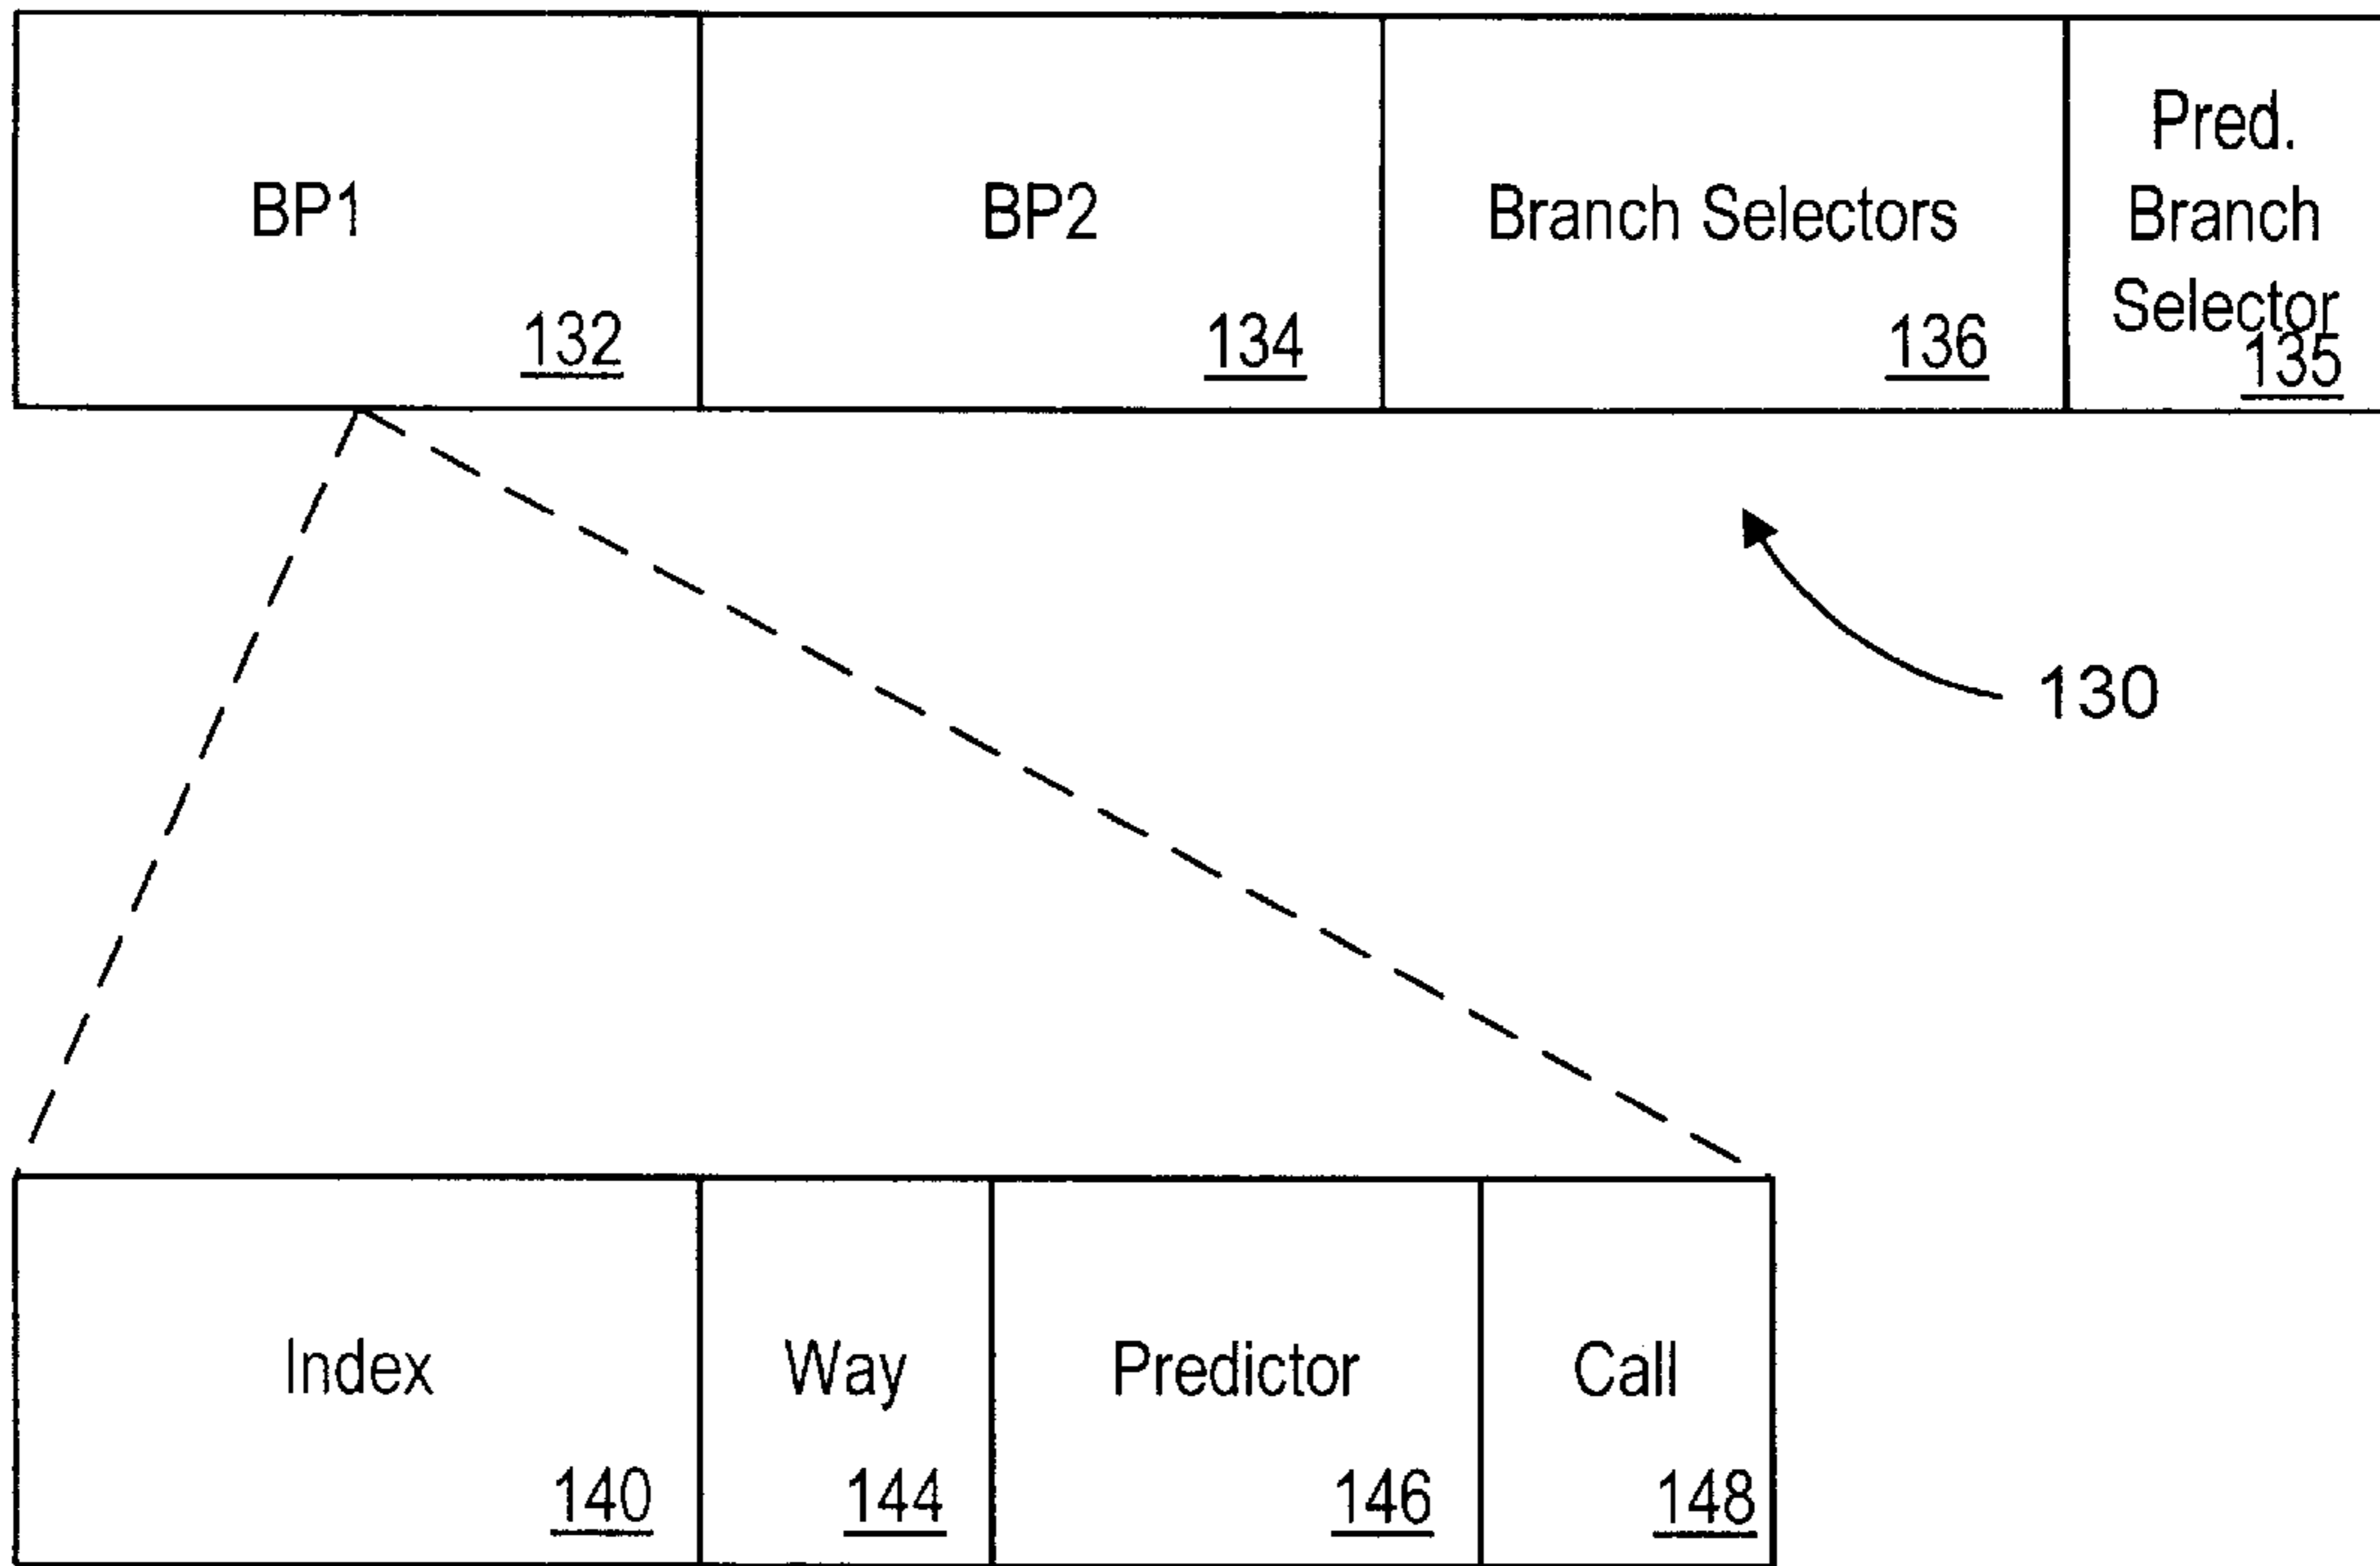 BP1
132
BP2
134
Branch Selectors
136
Pred.
Branch
Selector
135
130
Index
140
Way
144
Predictor
146
Call
148